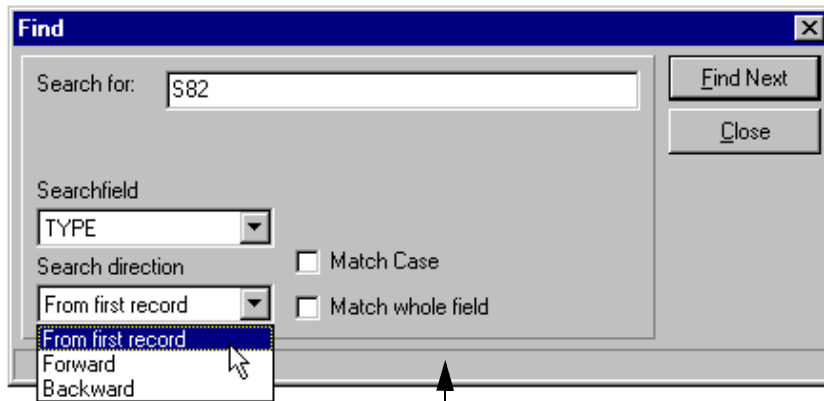 Find
Search for: S82
Find Next
Close
Searchfield
TYPE
Search direction
Match Case
From first record
Match whole field
From first record
Forward
Backward